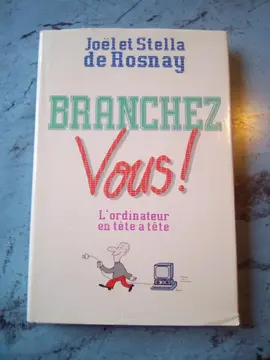 Joël et Stella
de Rosnay
BRANCHEZ
Vous!
L'ordinateur
en tête a tête